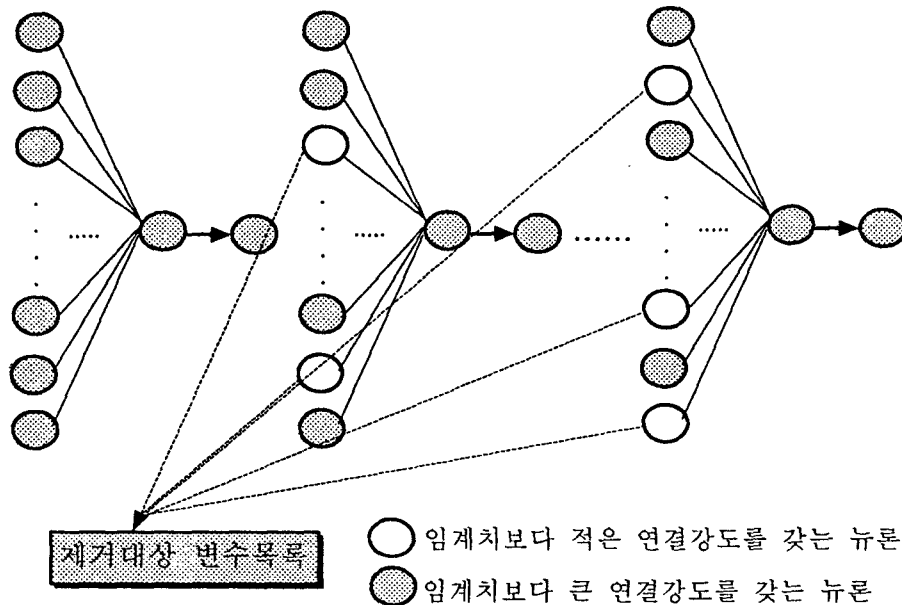 제거대상 변수목록
임계치보다 적은 연결강도를 갖는 뉴론
임계치보다 큰 연결강도를 갖는 뉴론